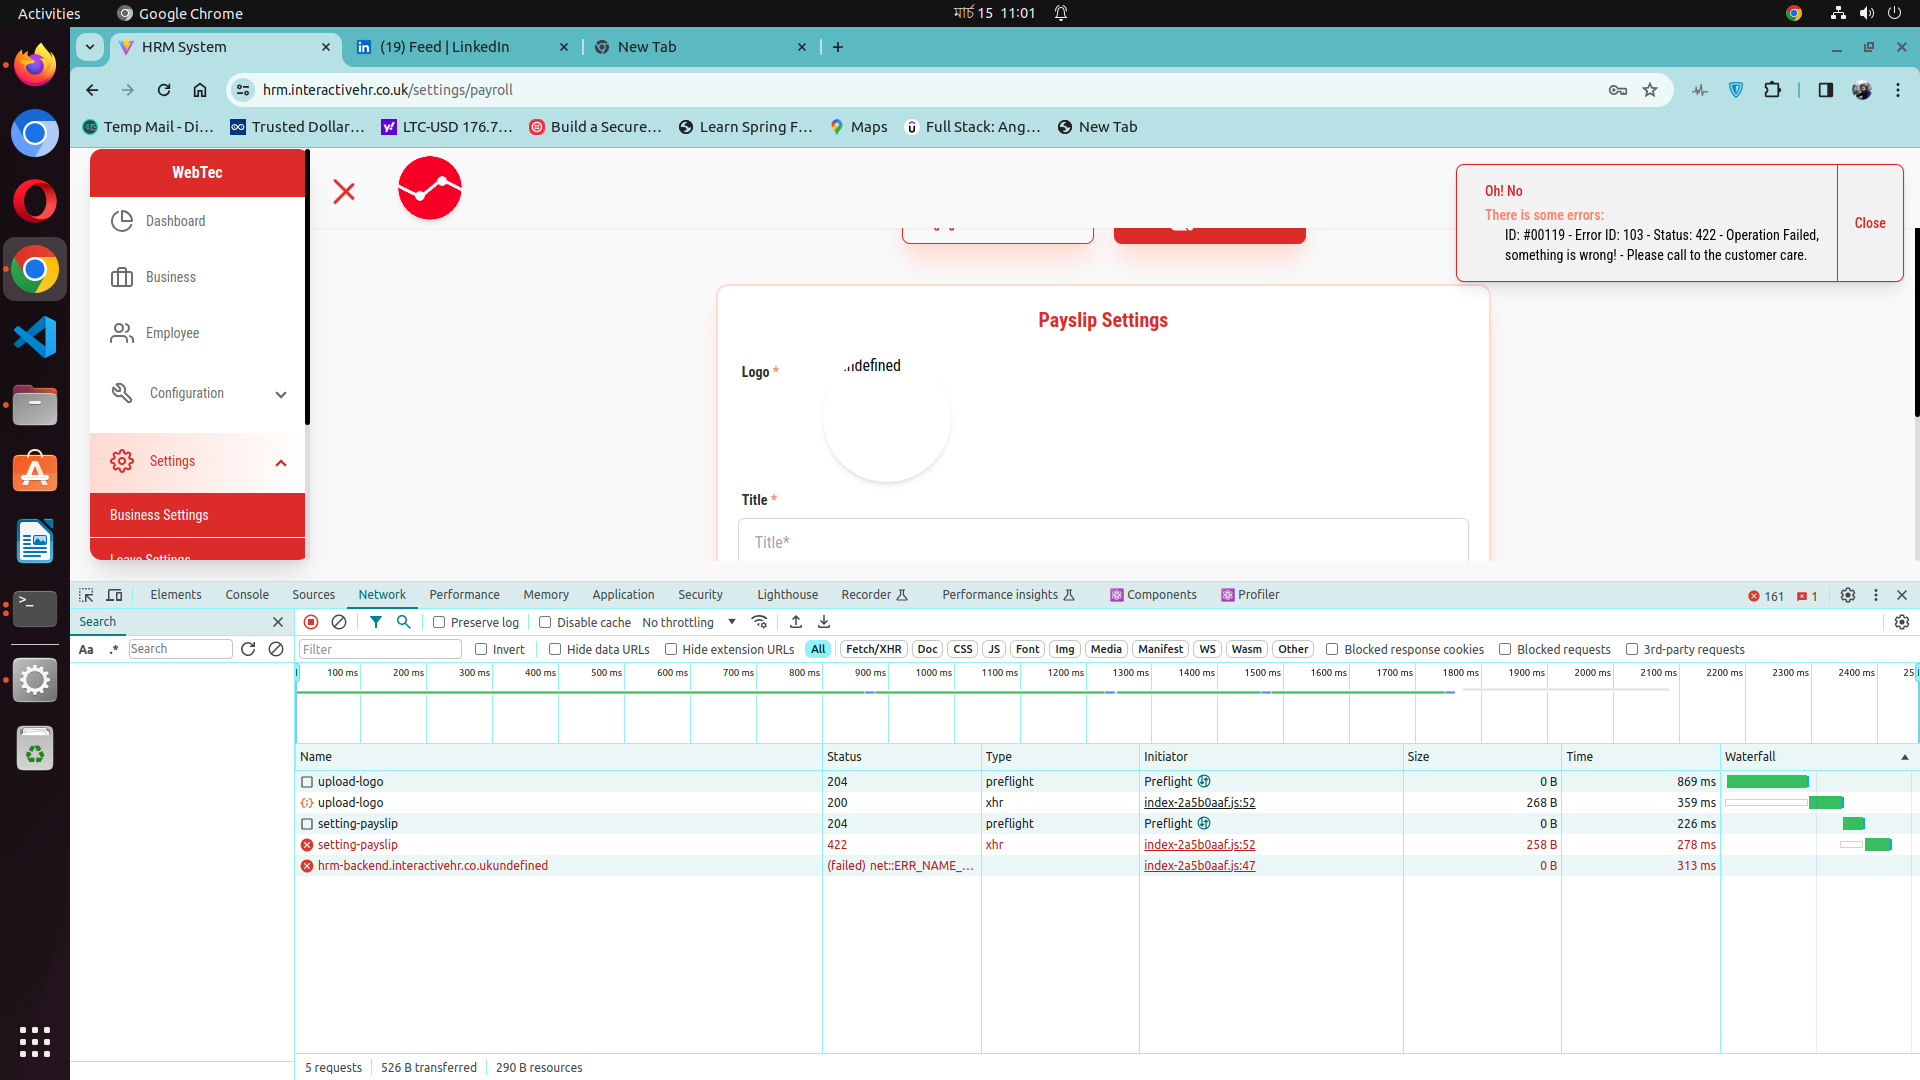 Activities
Google Chrome
মার্চ 15 11:01
HRM System
(19) Feed | LinkedIn
New Tab
hrm.interactivehr.co.uk/settings/payroll
Temp Mail - Di...
Trusted Dollar...
LTC-USD 176.7...
Build a Secure...
Learn Spring F...
Maps
Full Stack: Ang...
New Tab
WebTec
Dashboard
Business
Employee
Configuration
Settings
Business Settings
Leave Settings
Oh! No
There is some errors:
ID: #00119 - Error ID: 103 - Status: 422 - Operation Failed,
something is wrong! - Please call to the customer care.
Close
Payslip Settings
Logo *
undefined
Title *
Title*
Elements Console Sources Network Performance Memory Application Security Lighthouse Recorder Performance insights Components Profiler
161 1
Search
Preserve log Disable cache No throttling
Aa .* Search
Filter Invert Hide data URLs Hide extension URLs All Fetch/XHR Doc CSS JS Font Img Media Manifest WS Wasm Other Blocked response cookies Blocked requests 3rd-party requests
100 ms 200 ms 300 ms 400 ms 500 ms 600 ms 700 ms 800 ms 900 ms 1000 ms 1100 ms 1200 ms 1300 ms 1400 ms 1500 ms 1600 ms 1700 ms 1800 ms 1900 ms 2000 ms 2100 ms 2200 ms 2300 ms 2400 ms 25
Name Status Type Initiator Size Time Waterfall
upload-logo 204 preflight Preflight 0 B 869 ms
upload-logo 200 xhr index-2a5b0aaf.js:52 268 B 359 ms
setting-payslip 204 preflight Preflight 0 B 226 ms
setting-payslip 422 xhr index-2a5b0aaf.js:52 258 B 278 ms
hrm-backend.interactivehr.co.ukundefined (failed) net::ERR_NAME_... index-2a5b0aaf.js:47 0 B 313 ms
5 requests 526 B transferred 290 B resources